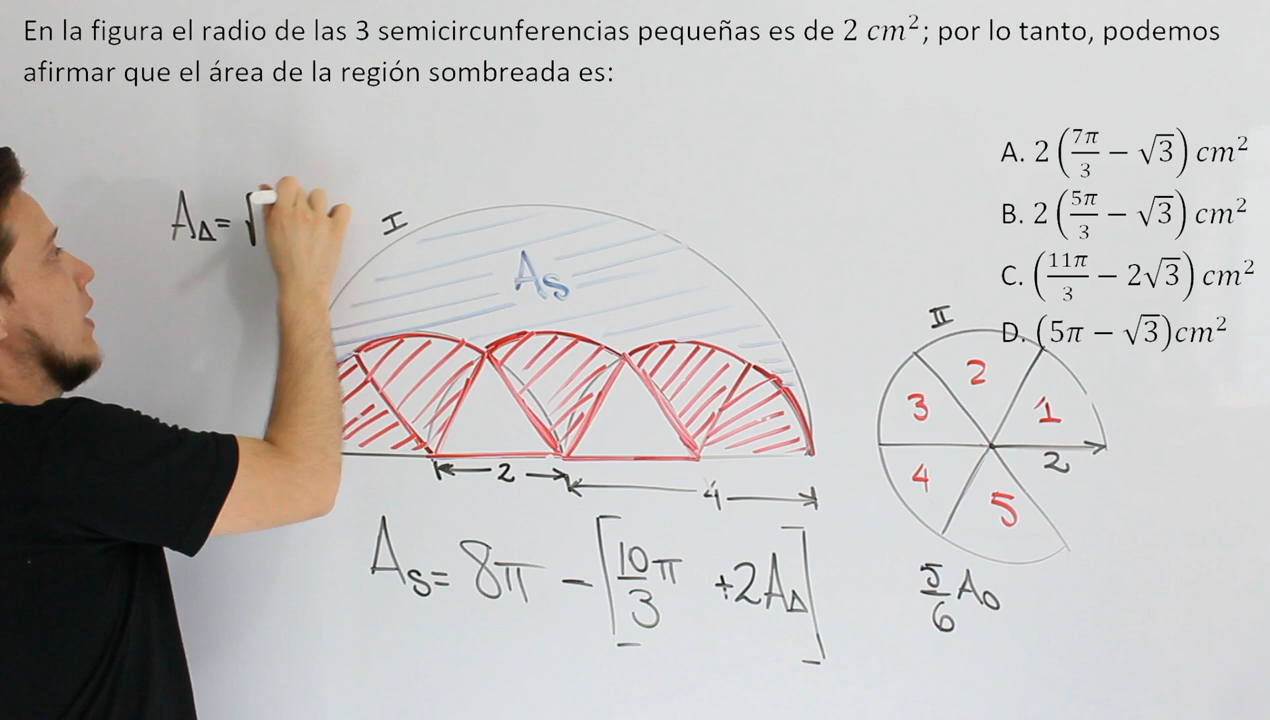 En la figura el radio de las 3 semicircunferencias pequeñas es de 2 cm²; por lo tanto, podemos
afirmar que el área de la región sombreada es:
A. 2 (7π/3 − √3) cm²
B. 2 (5π/3 − √3) cm²
C. (11π/3 − 2√3) cm²
D. (5π − √3)cm²
A△= √
I
As
II
2
3
1
2
4
5
2
4
As= 8π − [10/3 π +2A△]
5/6 A○